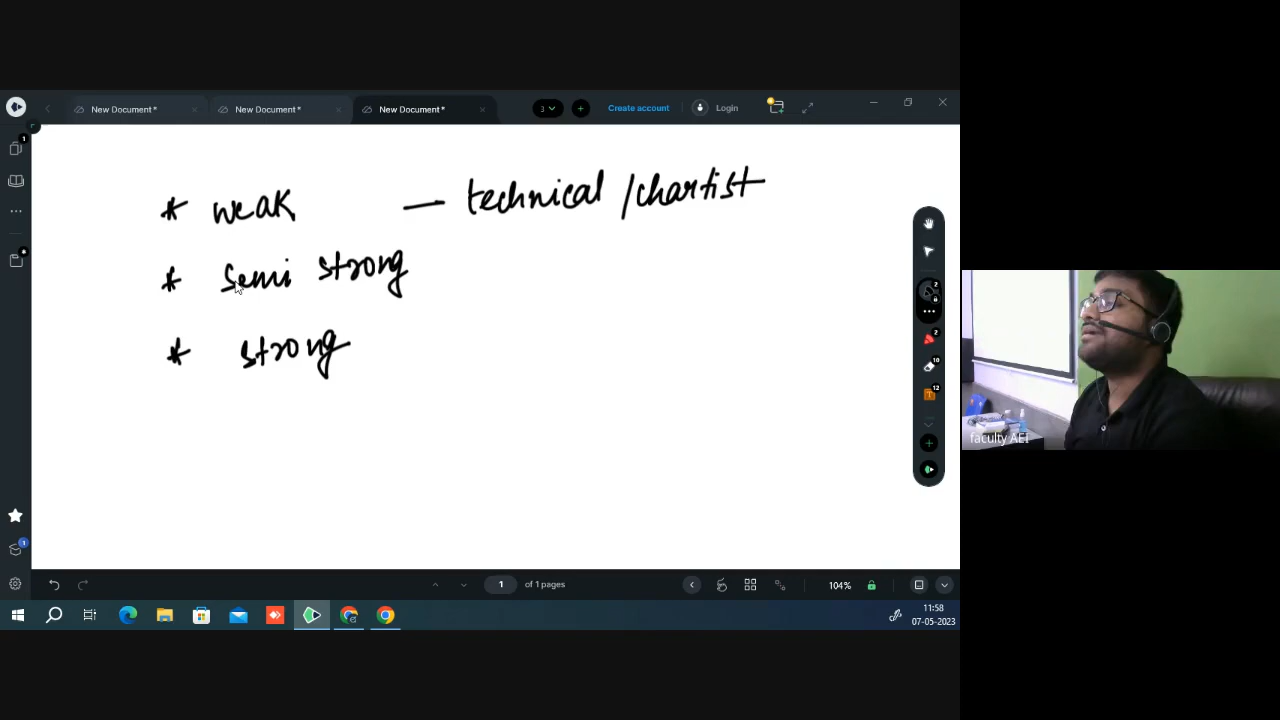 New Document* New Document* New Document* 3 Create account Login
* weak — technical /chartist
* semi strong
* strong
faculty AEI
1 of 1 pages 104%
11:58
07-05-2023